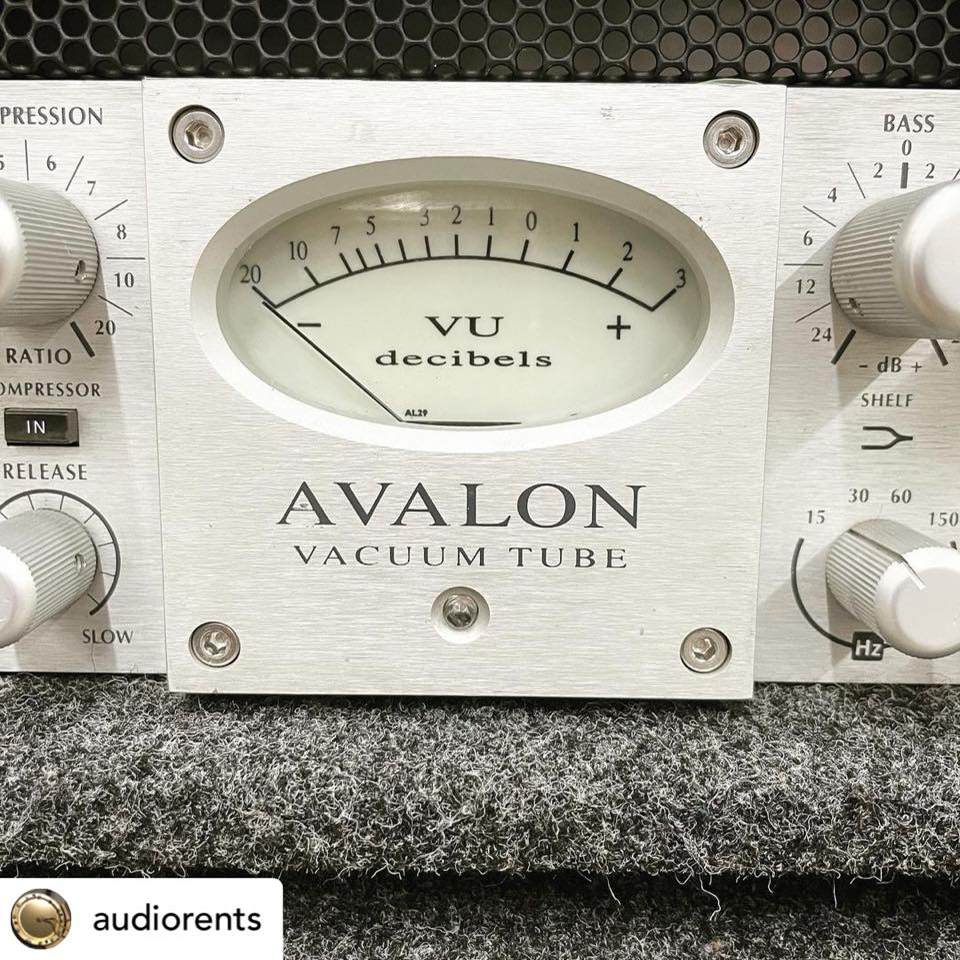 PRESSION
5 6 7 8 10 20
RATIO
OMPRESSOR
IN
RELEASE
SLOW
20 10 7 5 3 2 1 0 1 2 3
− +
VU
decibels
AL29
AVALON
VACUUM TUBE
BASS
0
2 2
4
6
12
24
- dB +
SHELF
15 30 60 150
Hz
audiorents